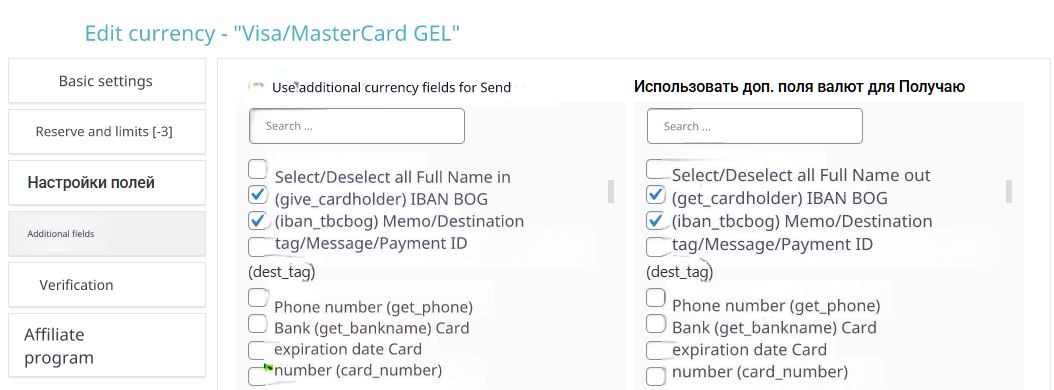 Edit currency - "Visa/MasterCard GEL"
Basic settings
Reserve and limits [-3]
Настройки полей
Additional fields
Verification
Affiliate
program
Use additional currency fields for Send
Search ...
Select/Deselect all Full Name in
(give_cardholder) IBAN BOG
(iban_tbcbog) Memo/Destination
tag/Message/Payment ID
(dest_tag)
Phone number (get_phone)
Bank (get_bankname) Card
expiration date Card
number (card_number)
Использовать доп. поля валют для Получаю
Search ...
Select/Deselect all Full Name out
(get_cardholder) IBAN BOG
(iban_tbcbog) Memo/Destination
tag/Message/Payment ID
(dest_tag)
Phone number (get_phone)
Bank (get_bankname) Card
expiration date Card
number (card_number)